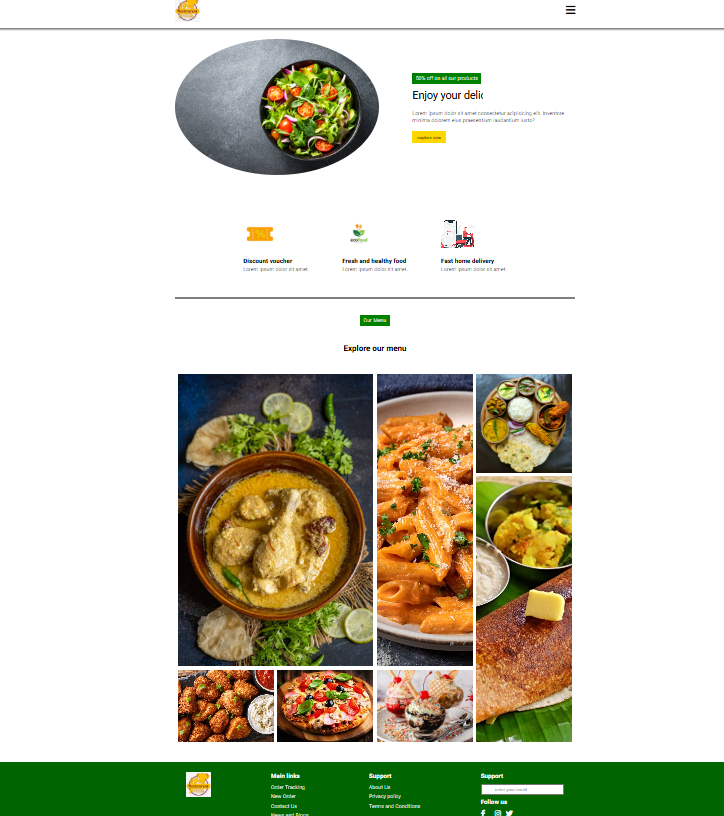 50% off on all our products
Enjoy your delic
Lorem ipsum dolor sit amet consectetur adipisicing elit. Inventore
minima dolorem eius praesentium laudantium iusto?
explore now
ecofood
Discount voucher
Fresh and healthy food
Fast home delivery
Lorem ipsum dolor sit amet
Lorem ipsum dolor sit amet
Lorem ipsum dolor sit amet
Our Menu
Explore our menu
Main links
Order Tracking
New Order
Contact Us
Support
About Us
Privacy policy
Terms and Conditions
Support
enter your email
Follow us